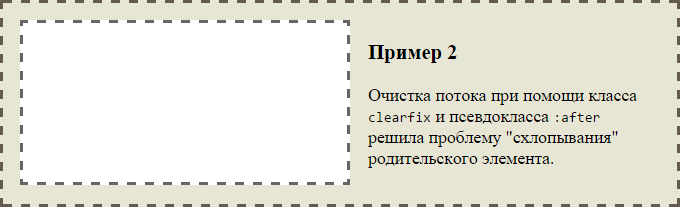 Пример 2
Очистка потока при помощи класса
clearfix и псевдокласса :after
решила проблему "схлопывания"
родительского элемента.